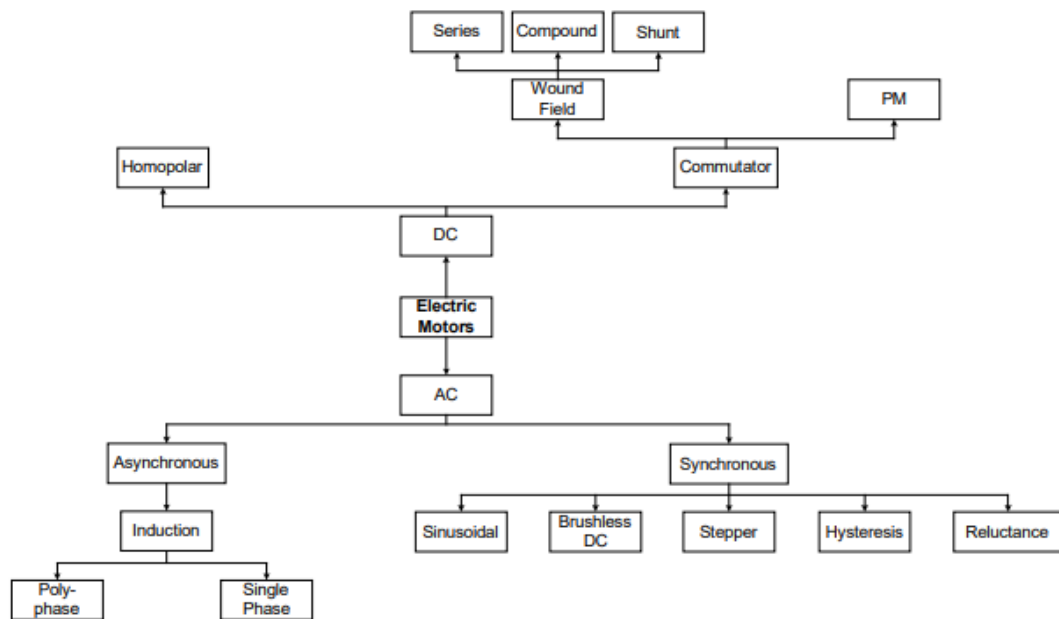 Series
Compound
Shunt
Wound
Field
PM
Homopolar
Commutator
DC
Electric
Motors
AC
Asynchronous
Synchronous
Induction
Sinusoidal
Brushless
DC
Stepper
Hysteresis
Reluctance
Poly-
phase
Single
Phase